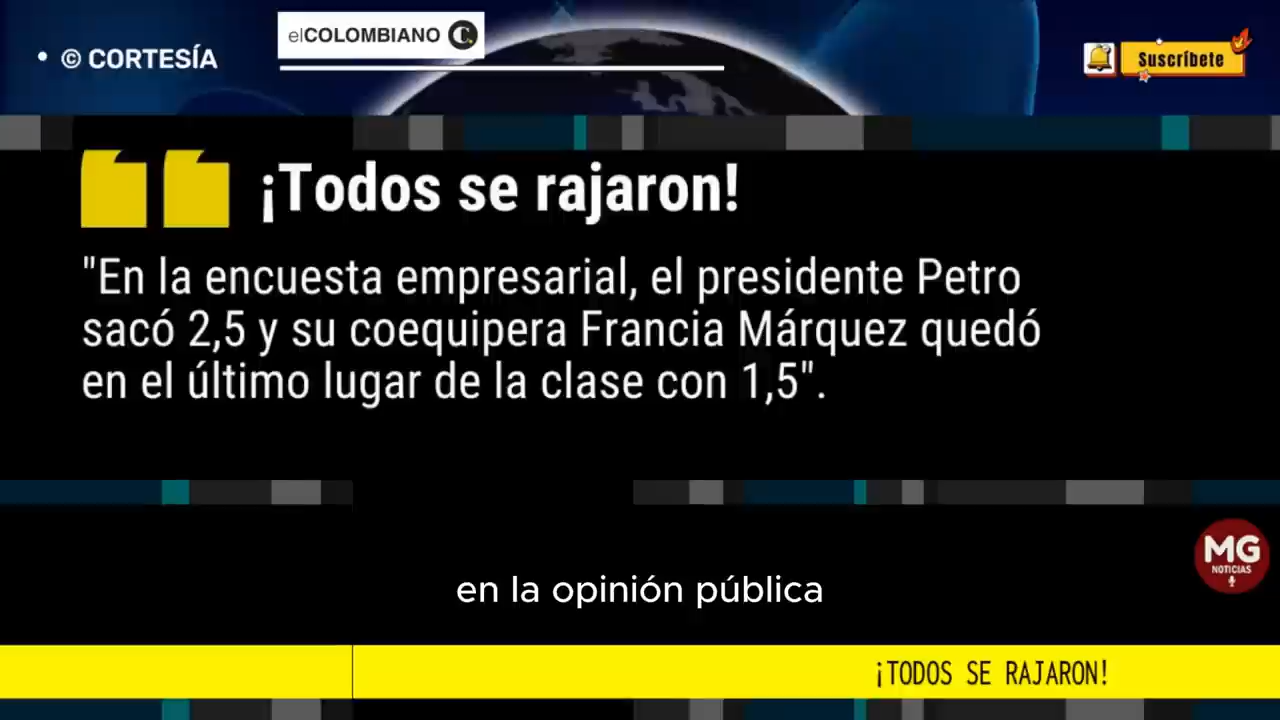 • © CORTESÍA
elCOLOMBIANO C
Suscríbete
¡Todos se rajaron!
"En la encuesta empresarial, el presidente Petro
sacó 2,5 y su coequipera Francia Márquez quedó
en el último lugar de la clase con 1,5".
MG
NOTICIAS
en la opinión pública
¡TODOS SE RAJARON!